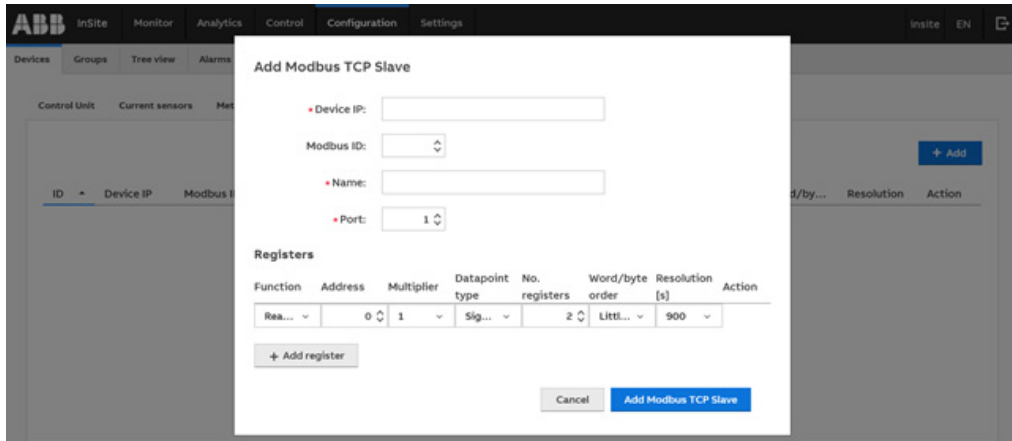 ABB InSite Monitor Analytics Control Configuration Settings insite EN
Devices Groups Tree view Alarms
Add Modbus TCP Slave
Control Unit Current sensors Met
* Device IP:
Modbus ID:
+ Add
* Name:
ID Device IP Modbus I d/by... Resolution Action
* Port: 1
Registers
Function Address Multiplier Datapoint type No. registers Word/byte order Resolution [s] Action
Rea... 0 1 Sig... 2 Littl... 900
+ Add register
Cancel Add Modbus TCP Slave